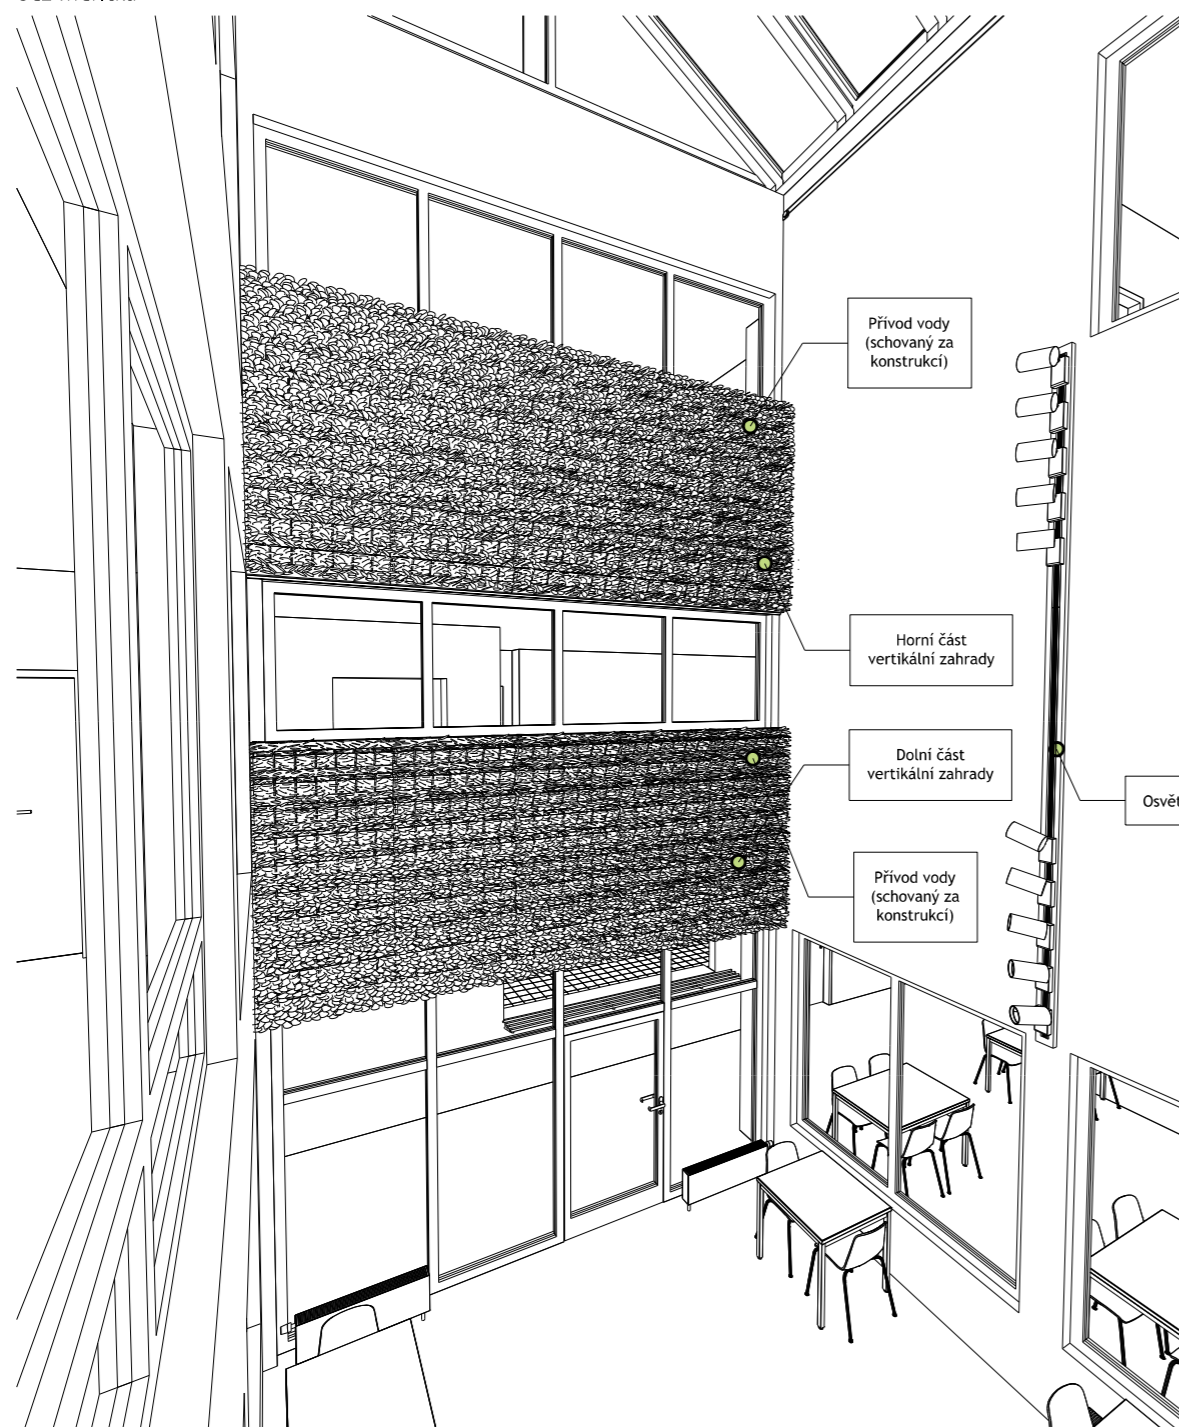 Přívod vody
(schovaný za
konstrukcí)
Horní část
vertikální zahrady
Dolní část
vertikální zahrady
Přívod vody
(schovaný za
konstrukcí)